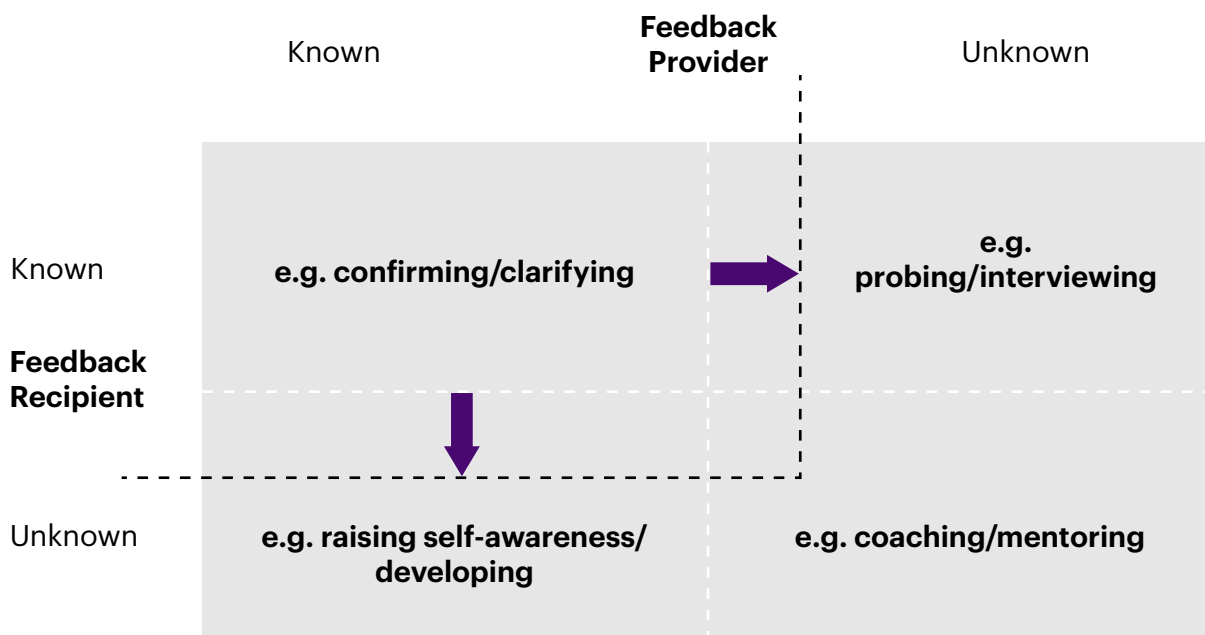 Known
Feedback
Provider
Unknown
Known
e.g. confirming/clarifying
e.g.
probing/interviewing
Feedback
Recipient
Unknown
e.g. raising self-awareness/
developing
e.g. coaching/mentoring